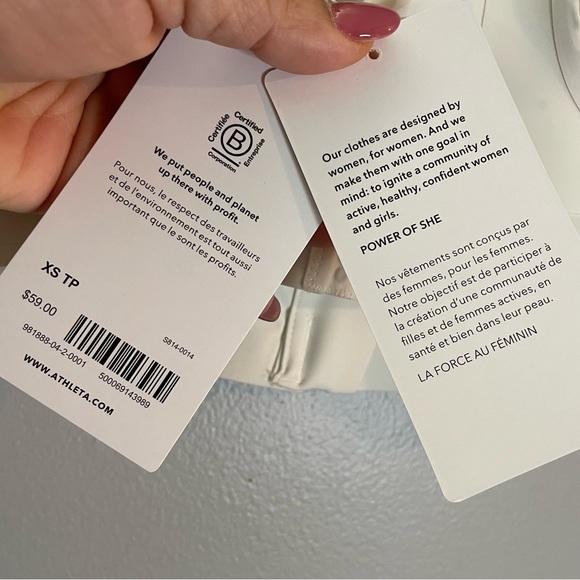 Certifiée
Certified
B
Corporation
Entreprise
We put people and planet
up there with profit.
Pour nous, le respect des travailleurs
et de l'environnement est tout aussi
important que le sont les profits.
XS TP
$59.00
S814-0014
981888-04-2-0001
500069143989
WWW.ATHLETA.COM
Our clothes are designed by
women, for women. And we
make them with one goal in
mind: to ignite a community of
active, healthy, confident women
and girls.
POWER OF SHE
Nos vêtements sont conçus par
des femmes, pour les femmes.
Notre objectif est de participer à
la création d'une communauté de
filles et de femmes actives, en
santé et bien dans leur peau.
LA FORCE AU FÉMININ